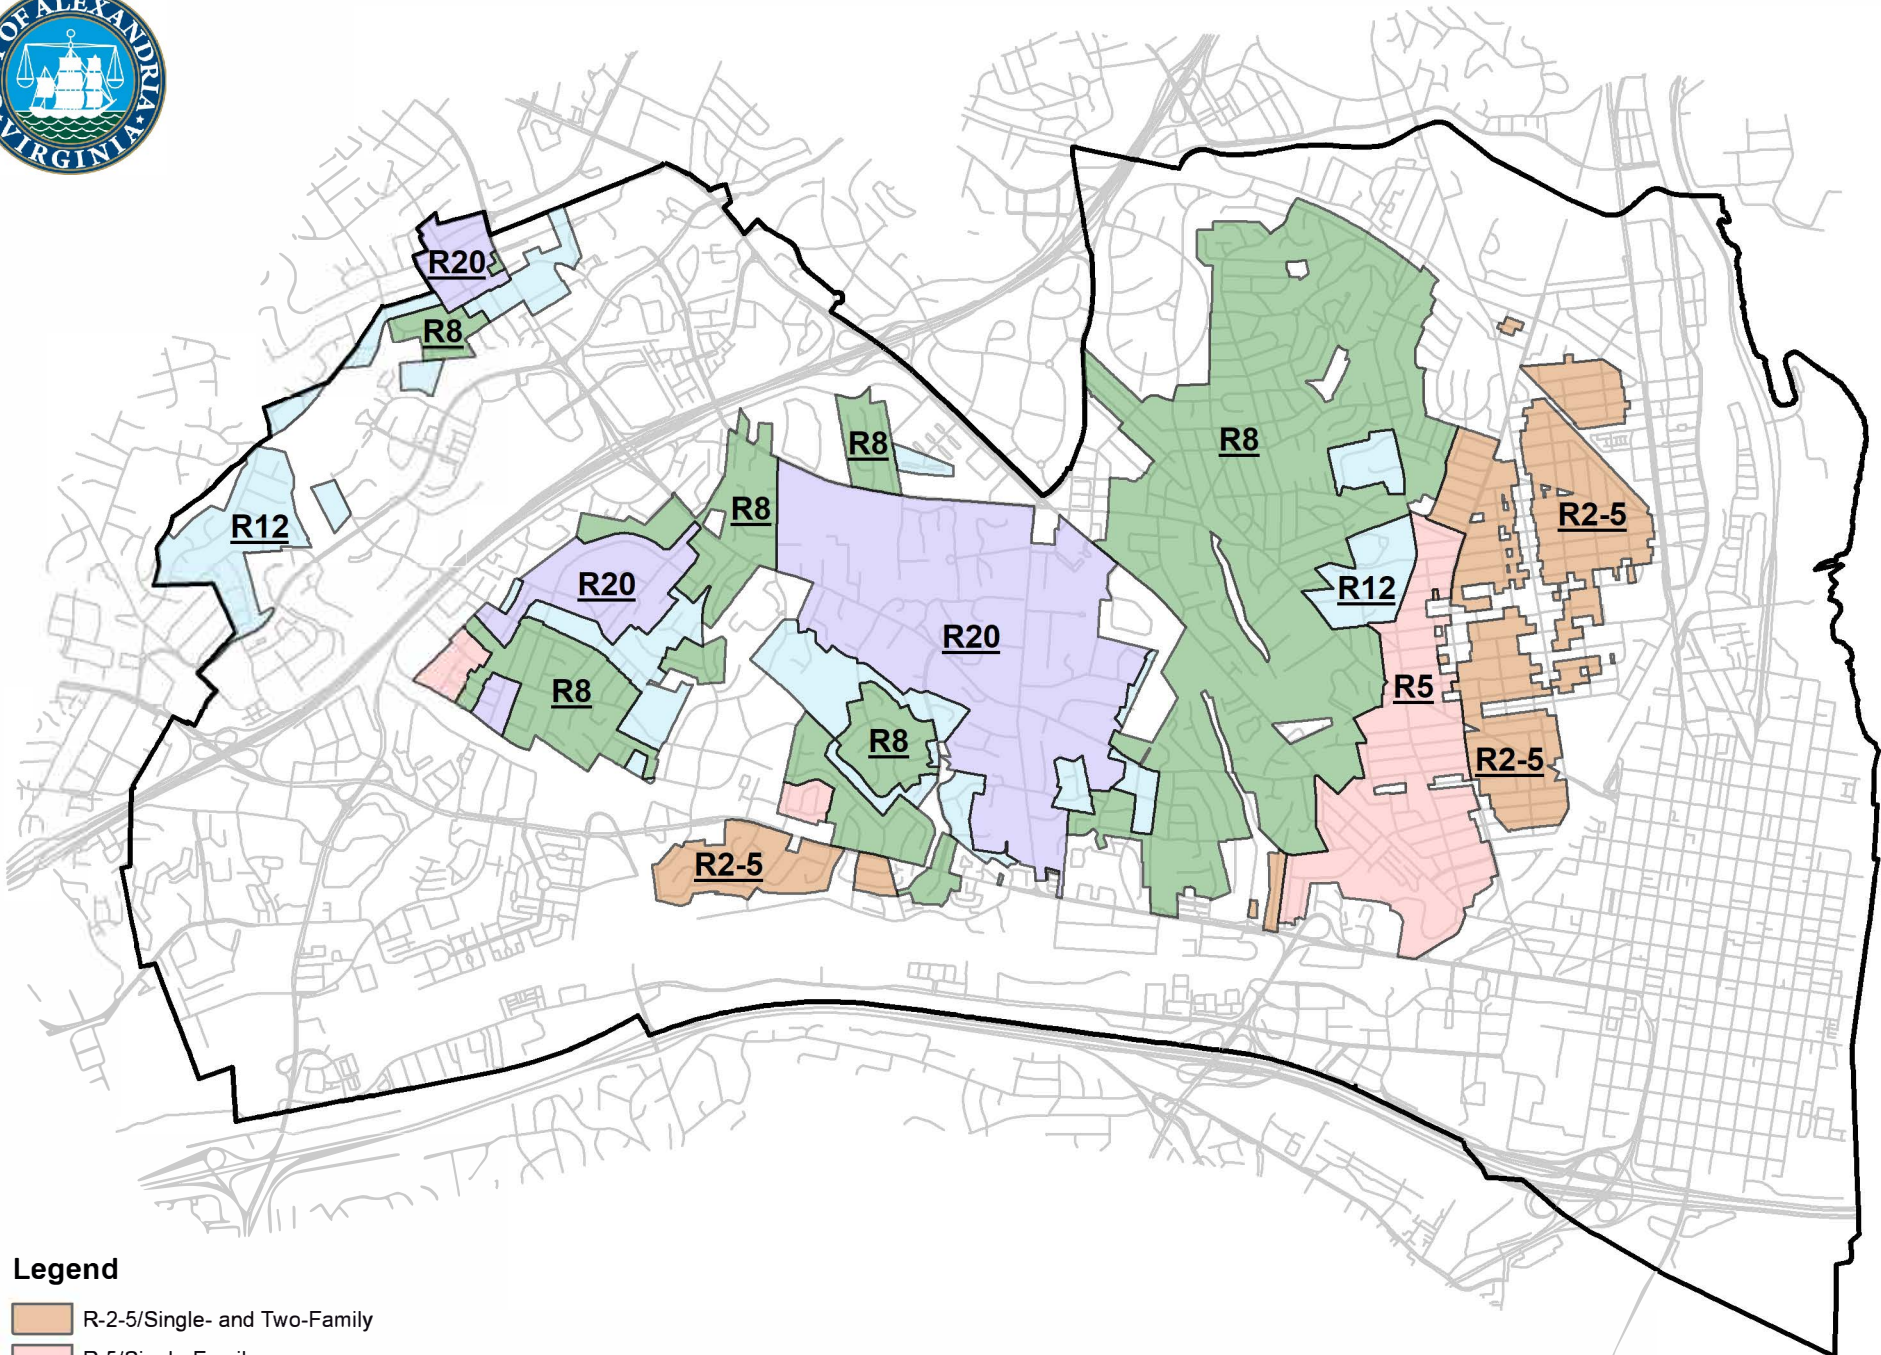 OF ALEXANDRIA
VIRGINIA
R20
R8
R8
R8
R12
R8
R2-5
R20
R12
R20
R5
R8
R8
R2-5
R2-5
Legend
R-2-5/Single- and Two-Family